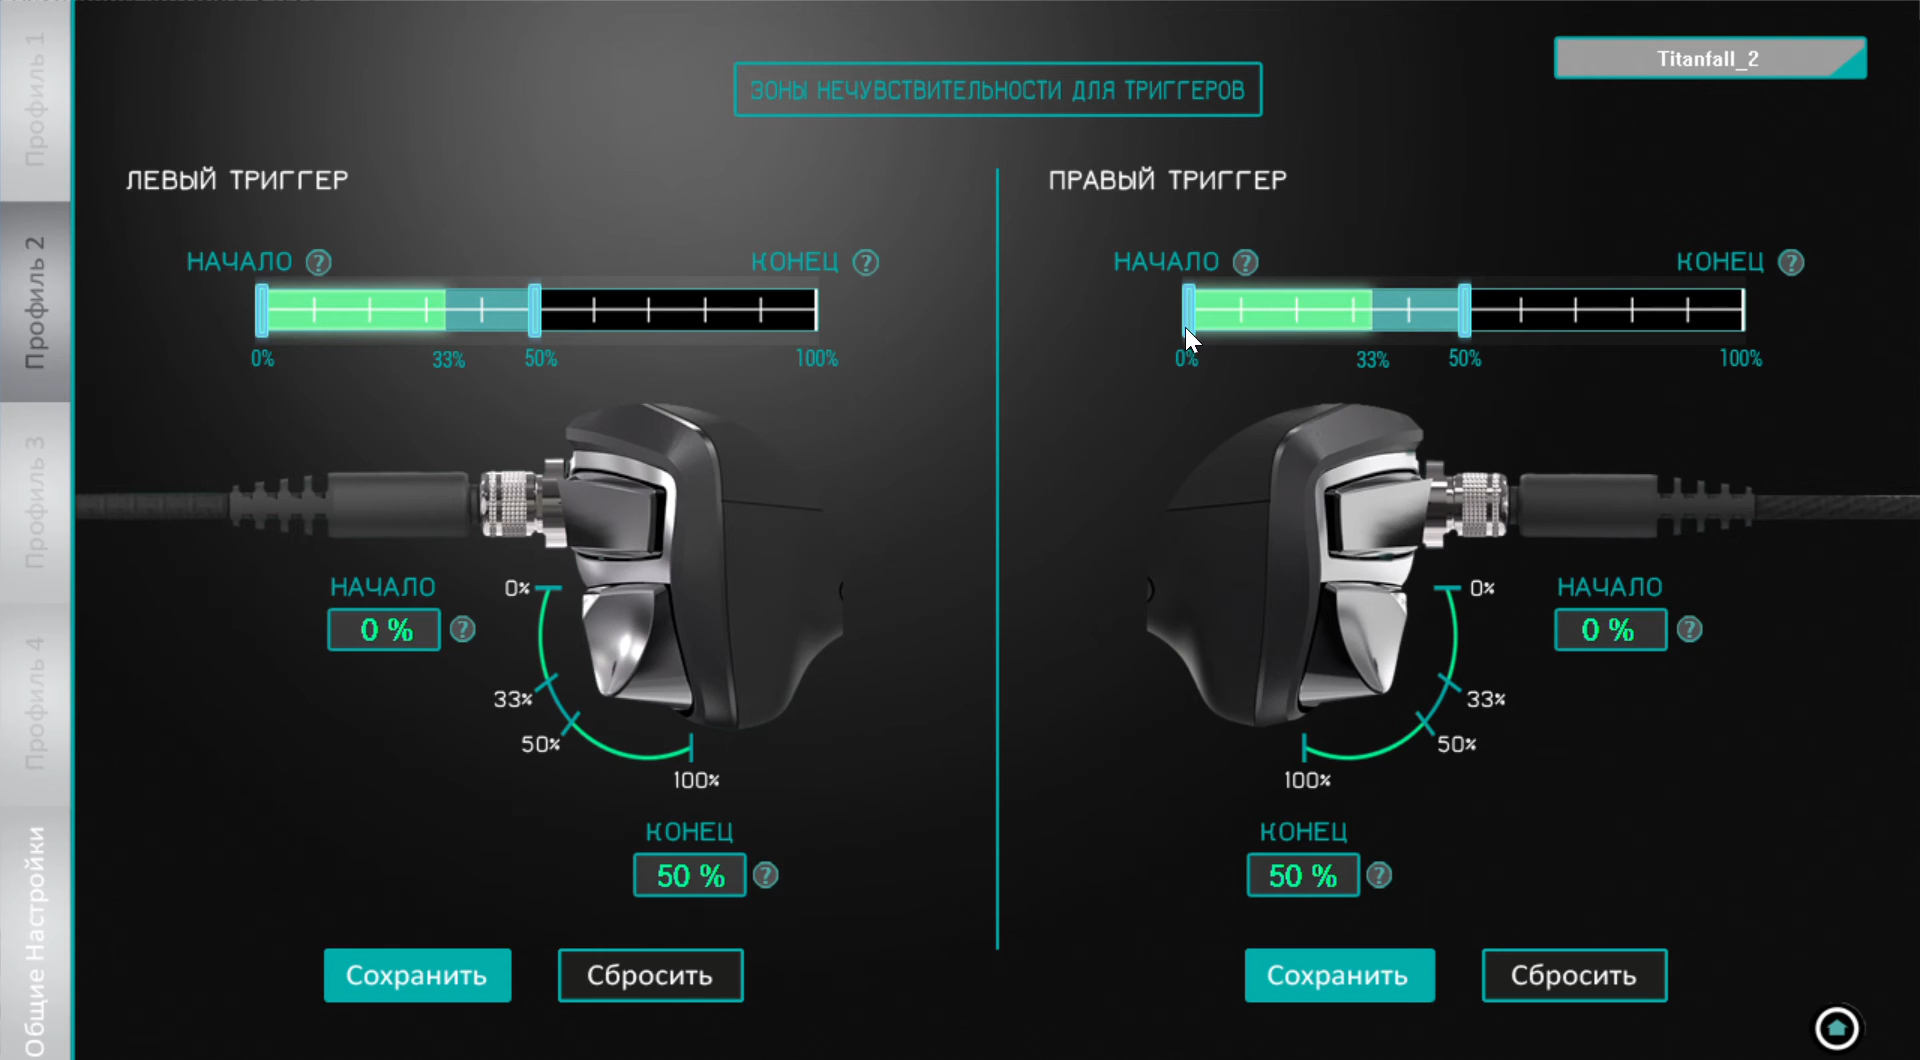 Профиль 1
Профиль 2
Профиль 3
Профиль 4
Общие Настройки
Titanfall_2
ЗОНЫ НЕЧУВСТВИТЕЛЬНОСТИ ДЛЯ ТРИГГЕРОВ
ЛЕВЫЙ ТРИГГЕР
НАЧАЛО ?
КОНЕЦ ?
0% 33% 50% 100%
НАЧАЛО
0 % ?
0%
33%
50%
100%
КОНЕЦ
50 % ?
Сохранить
Сбросить
ПРАВЫЙ ТРИГГЕР
НАЧАЛО ?
КОНЕЦ ?
0% 33% 50% 100%
0%
33%
50%
100%
НАЧАЛО
0 % ?
КОНЕЦ
50 % ?
Сохранить
Сбросить